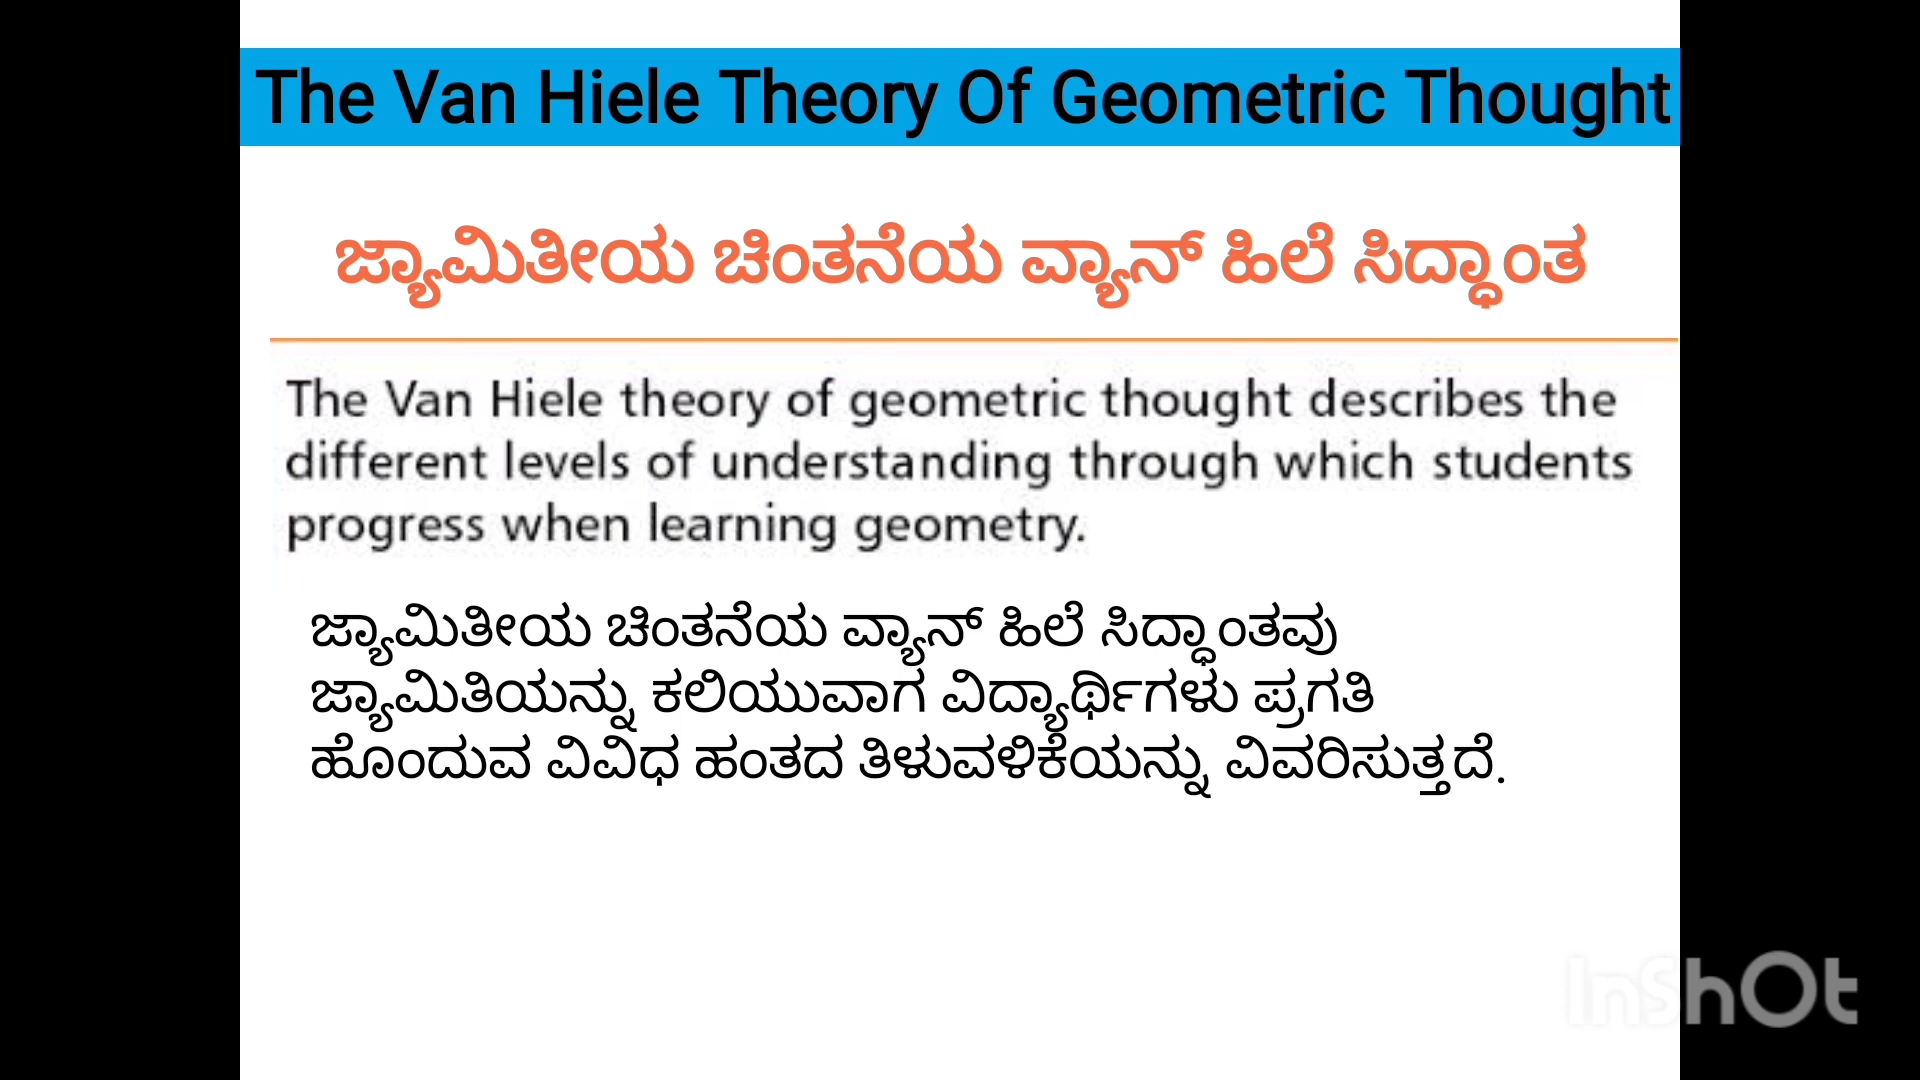 The Van Hiele Theory Of Geometric Thought
ಜ್ಯಾಮಿತೀಯ ಚಿಂತನೆಯ ವ್ಯಾನ್ ಹಿಲೆ ಸಿದ್ಧಾಂತ
The Van Hiele theory of geometric thought describes the
different levels of understanding through which students
progress when learning geometry.
ಜ್ಯಾಮಿತೀಯ ಚಿಂತನೆಯ ವ್ಯಾನ್ ಹಿಲೆ ಸಿದ್ಧಾಂತವು
ಜ್ಯಾಮಿತಿಯನ್ನು ಕಲಿಯುವಾಗ ವಿದ್ಯಾರ್ಥಿಗಳು ಪ್ರಗತಿ
ಹೊಂದುವ ವಿವಿಧ ಹಂತದ ತಿಳುವಳಿಕೆಯನ್ನು ವಿವರಿಸುತ್ತದೆ.
InShOt